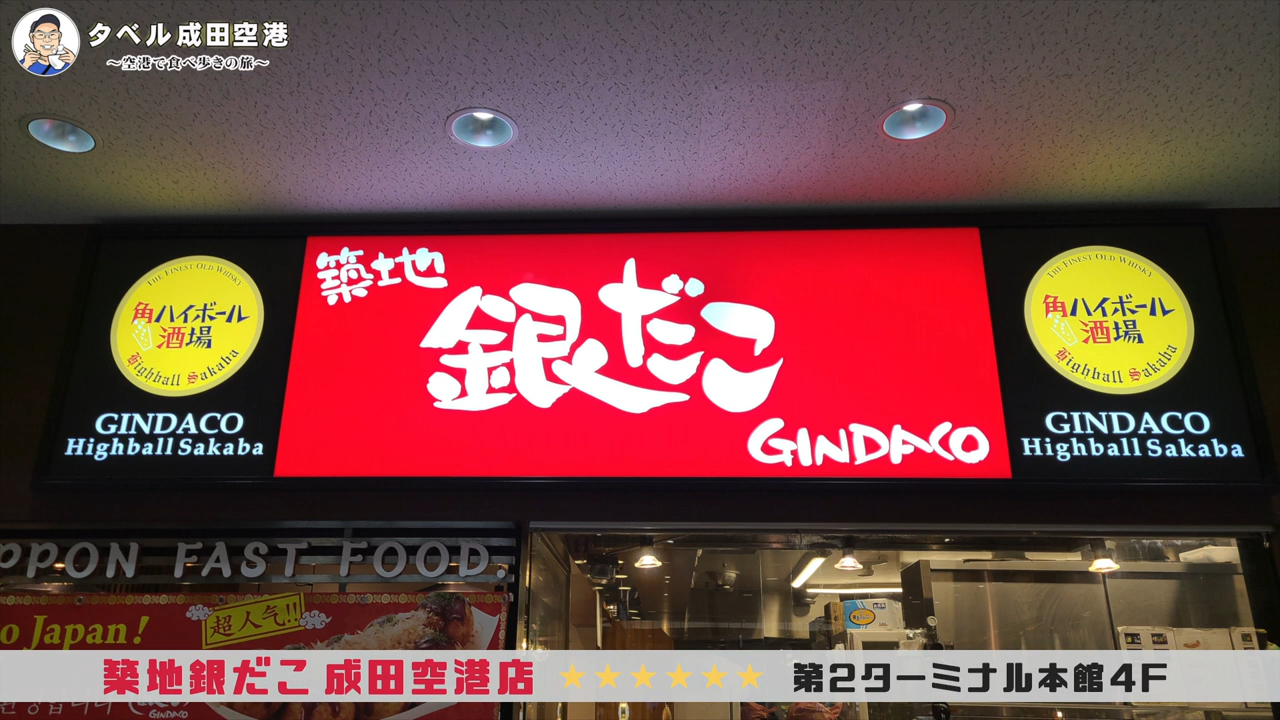 タベル成田空港
～空港で食べ歩きの旅～
THE FINEST OLD WHISKY
角ハイボール
酒場
Highball Sakaba
GINDACO
Highball Sakaba
築地
銀だこ
GINDACO
THE FINEST OLD WHISKY
角ハイボール
酒場
Highball Sakaba
GINDACO
Highball Sakaba
PPON FAST FOOD.
o Japan!
超人気!!
築地銀だこ 成田空港店 ★★★★★★ 第2ターミナル本館4F
GINDACO